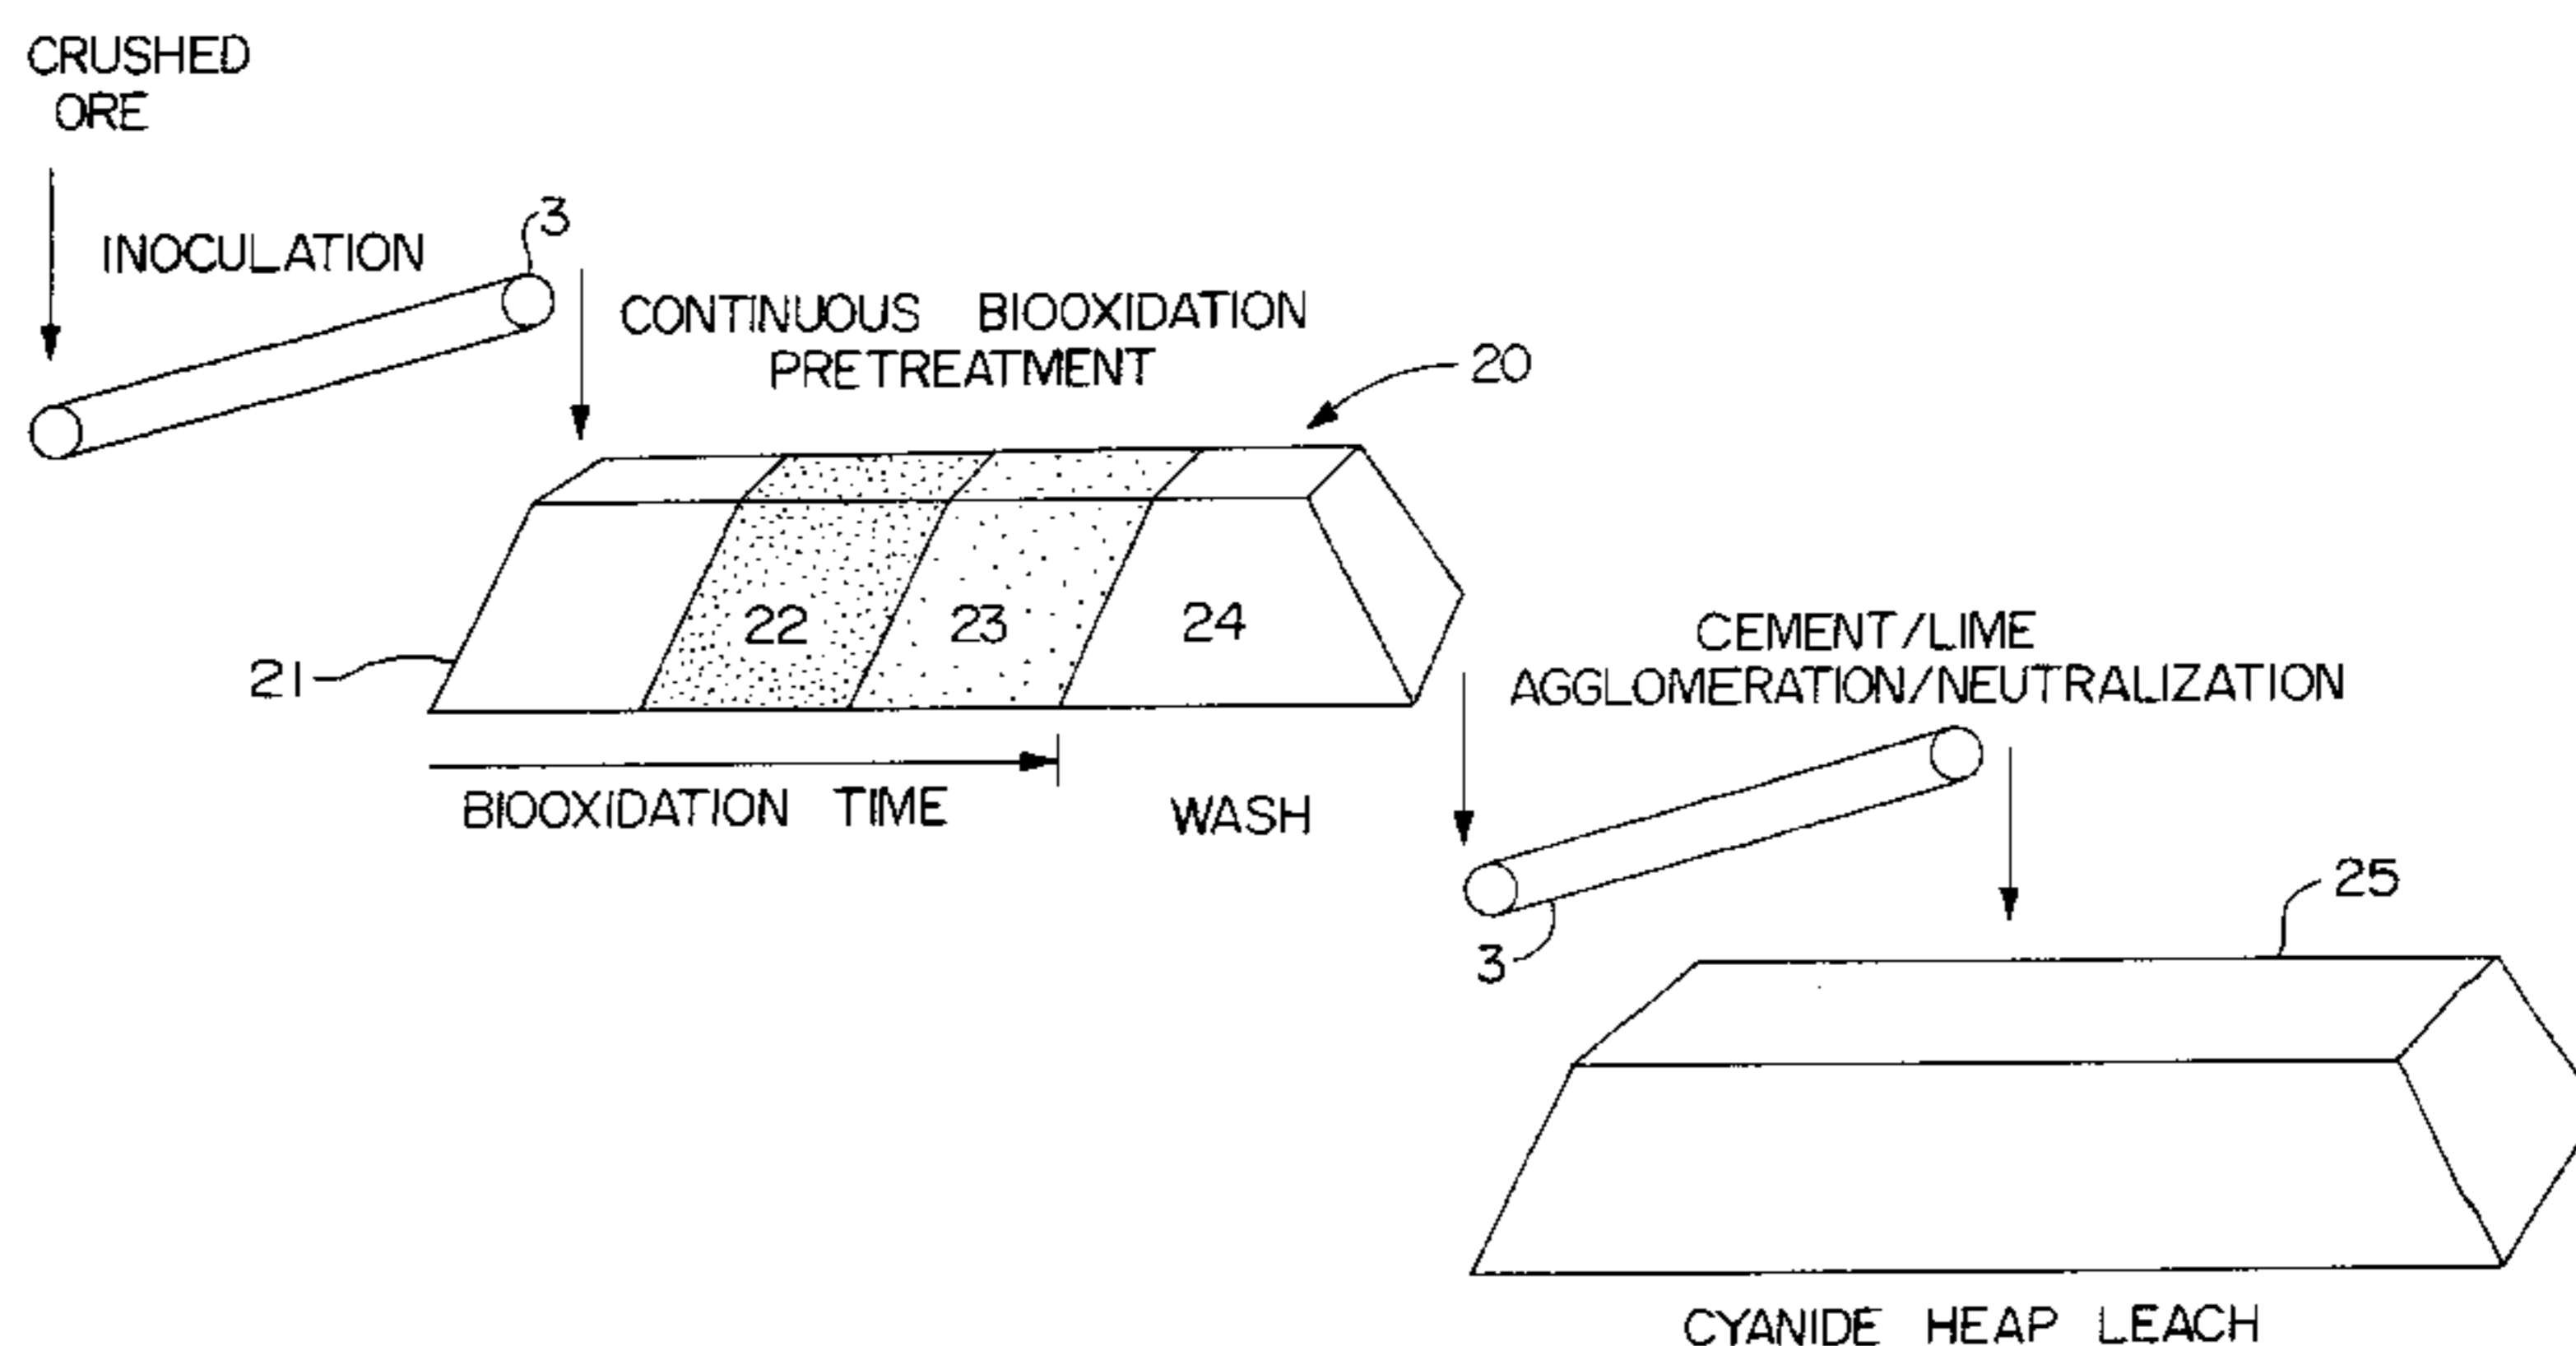 CRUSHED
ORE
INOCULATION
3
CONTINUOUS BIOOXIDATION
PRETREATMENT
20
21
22
23
24
BIOOXIDATION TIME
WASH
CEMENT/LIME
AGGLOMERATION/NEUTRALIZATION
3
25
CYANIDE HEAP LEACH